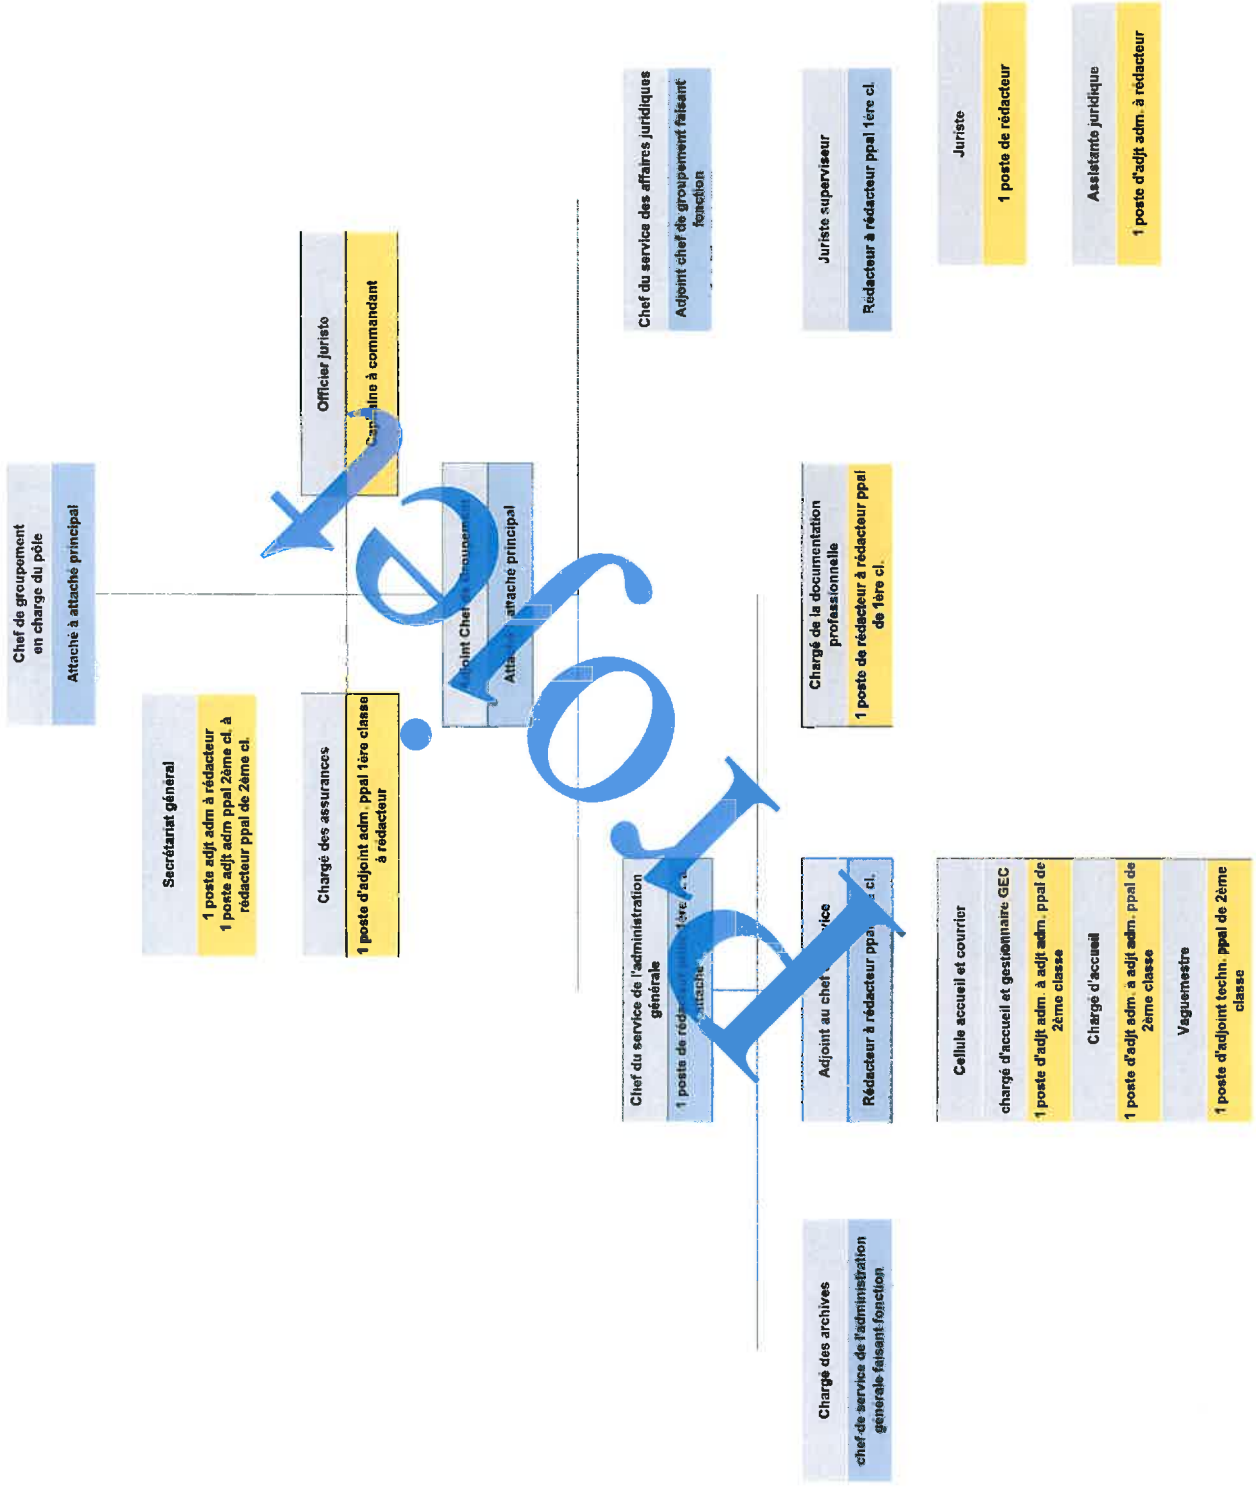 Chef de groupement
en charge du pôle
Attaché à attaché principal
Secrétariat général
1 poste adjt adm à rédacteur
1 poste adjt adm ppal 2ème cl. à
rédacteur ppal de 2ème cl.
Chargé des assurances
1 poste d'adjoint adm. ppal 1ère classe
à rédacteur
Officier juriste
à commandant
Adjoint Chef de Groupement
attaché principal
Projet
Chef du service de l'administration
générale
1 poste de
attaché
Chef du service des affaires juridiques
Adjoint chef de groupement faisant
fonction
Chargé des archives
chef de service de l'administration
générale faisant fonction
Adjoint au chef
Rédacteur à rédacteur cl.
Chargé de la documentation
professionnelle
1 poste de rédacteur à rédacteur ppal
de 1ère cl.
Juriste superviseur
Rédacteur à rédacteur ppal 1ère cl.
Cellule accueil et courrier
chargé d'accueil et gestionnaire GEC
1 poste d'adjt adm. à adjt adm. ppal de
2ème classe
Chargé d'accueil
1 poste d'adjt adm. à adjt adm. ppal de
2ème classe
Vaguemestre
1 poste d'adjoint techn. ppal de 2ème
classe
Juriste
1 poste de rédacteur
Assistante juridique
1 poste d'adjt adm. à rédacteur